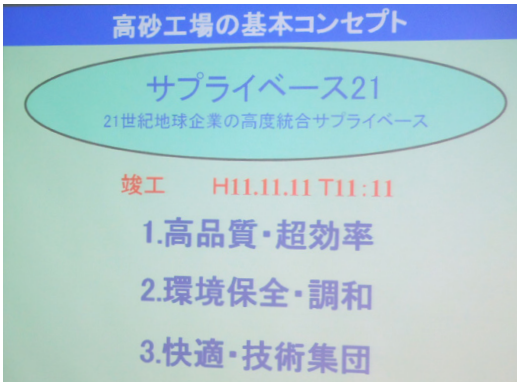 高砂工場の基本コンセプト
サプライベース21
21世紀地球企業の高度統合サプライベース
竣工 H11.11.11 T11:11
1.高品質・超効率
2.環境保全・調和
3.快適・技術集団